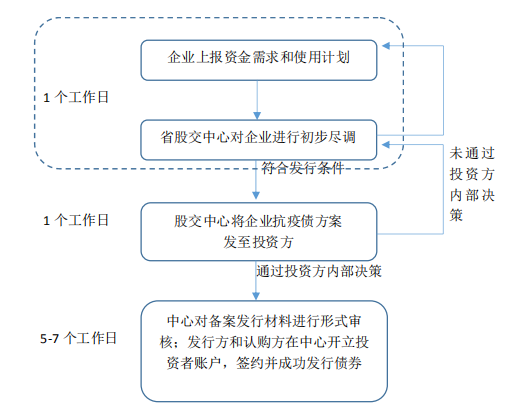 企业上报资金需求和使用计划
1 个工作日
省股交中心对企业进行初步尽调
符合发行条件
未通过
投资方
内部决
策
1 个工作日
股交中心将企业抗疫债方案
发至投资方
通过投资方内部决策
5-7 个工作日
中心对备案发行材料进行形式审
核；发行方和认购方在中心开立投
资者账户，签约并成功发行债券